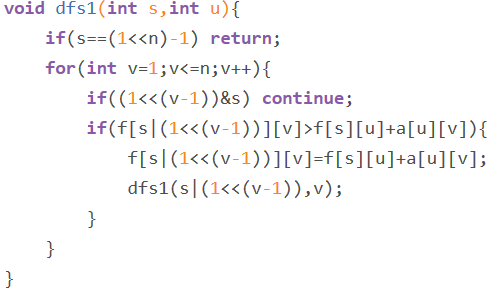 void dfs1(int s,int u){
    if(s==(1<<n)-1) return;
    for(int v=1;v<=n;v++){
        if((1<<(v-1))&s) continue;
        if(f[s|(1<<(v-1))][v]>f[s][u]+a[u][v]){
            f[s|(1<<(v-1))][v]=f[s][u]+a[u][v];
            dfs1(s|(1<<(v-1)),v);
        }
    }
}